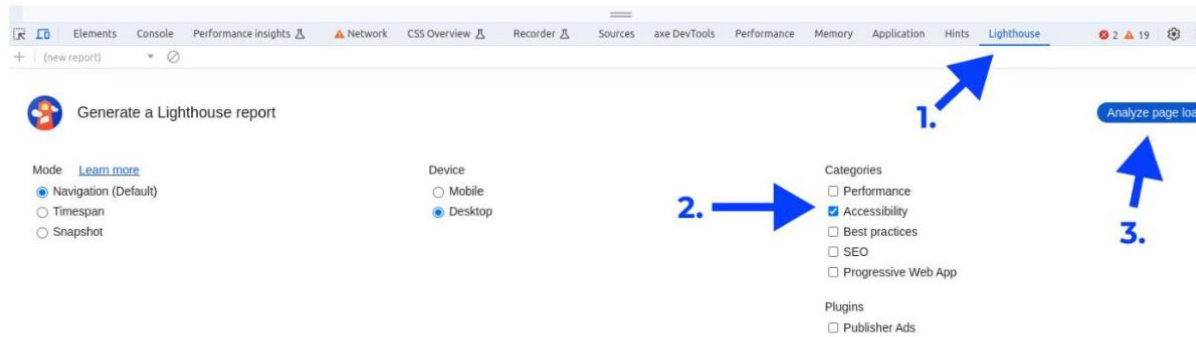 Elements Console Performance insights Network CSS Overview Recorder Sources axe DevTools Performance Memory Application Hints Lighthouse 2 19
+ (new report)
1.
Generate a Lighthouse report
Analyze page loa
Mode Learn more
Device
Categories
Navigation (Default)
Mobile
Performance
Timespan
Desktop
2.
Accessibility
Snapshot
Best practices
3.
SEO
Progressive Web App
Plugins
Publisher Ads